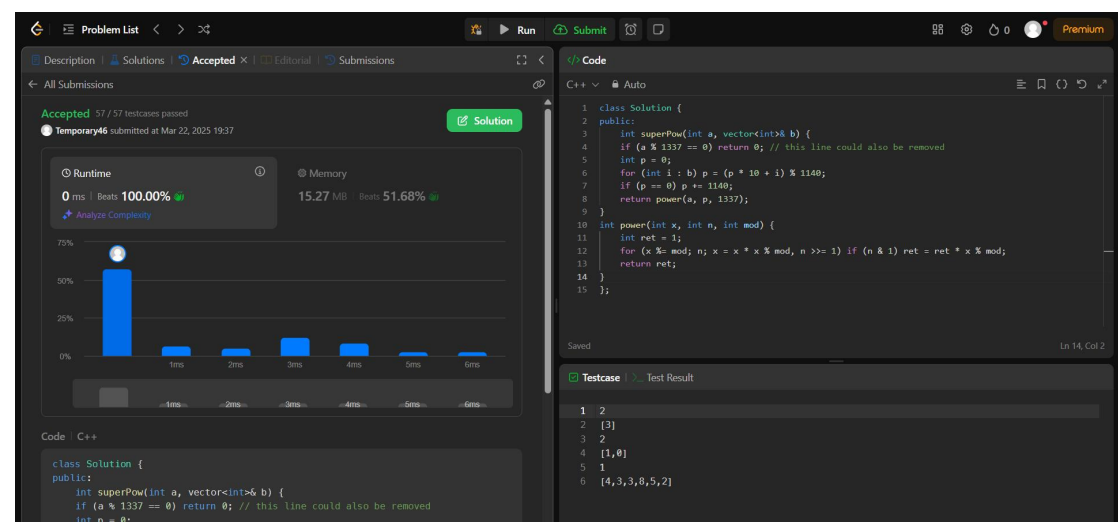 Problem List
Run
Submit
0
Premium
Description
Solutions
Accepted
Editorial
Submissions
All Submissions
Accepted 57 / 57 testcases passed
Temporary46 submitted at Mar 22, 2025 19:37
Solution
Runtime
0 ms Beats 100.00%
Analyze Complexity
Memory
15.27 MB Beats 51.68%
75%
50%
25%
0%
1ms 2ms 3ms 4ms 5ms 6ms
1ms 2ms 3ms 4ms 5ms 6ms
Code | C++
class Solution {
public:
int superPow(int a, vector<int>& b) {
if (a % 1337 == 0) return 0; // this line could also be removed
int p = 0;
</> Code
C++ Auto
1 class Solution {
2 public:
3 int superPow(int a, vector<int>& b) {
4 if (a % 1337 == 0) return 0; // this line could also be removed
5 int p = 0;
6 for (int i : b) p = (p * 10 + i) % 1140;
7 if (p == 0) p += 1140;
8 return power(a, p, 1337);
9 }
10 int power(int x, int n, int mod) {
11 int ret = 1;
12 for (x %= mod; n; x = x * x % mod, n >>= 1) if (n & 1) ret = ret * x % mod;
13 return ret;
14 }
15 };
Saved
Ln 14, Col 2
Testcase
Test Result
1 2
2 [3]
3 2
4 [1,0]
5 1
6 [4,3,3,8,5,2]